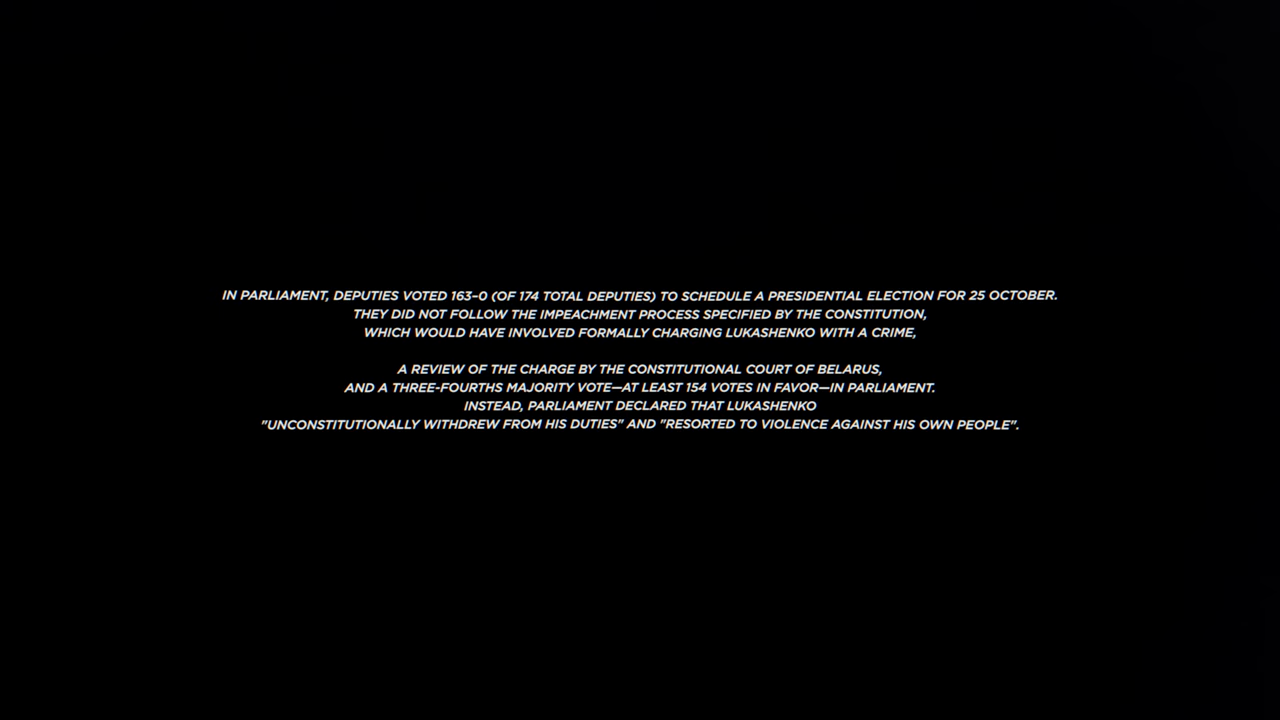 IN PARLIAMENT, DEPUTIES VOTED 163–0 (OF 174 TOTAL DEPUTIES) TO SCHEDULE A PRESIDENTIAL ELECTION FOR 25 OCTOBER.
THEY DID NOT FOLLOW THE IMPEACHMENT PROCESS SPECIFIED BY THE CONSTITUTION,
WHICH WOULD HAVE INVOLVED FORMALLY CHARGING LUKASHENKO WITH A CRIME,
A REVIEW OF THE CHARGE BY THE CONSTITUTIONAL COURT OF BELARUS,
AND A THREE-FOURTHS MAJORITY VOTE—AT LEAST 154 VOTES IN FAVOR—IN PARLIAMENT.
INSTEAD, PARLIAMENT DECLARED THAT LUKASHENKO
"UNCONSTITUTIONALLY WITHDREW FROM HIS DUTIES" AND "RESORTED TO VIOLENCE AGAINST HIS OWN PEOPLE".